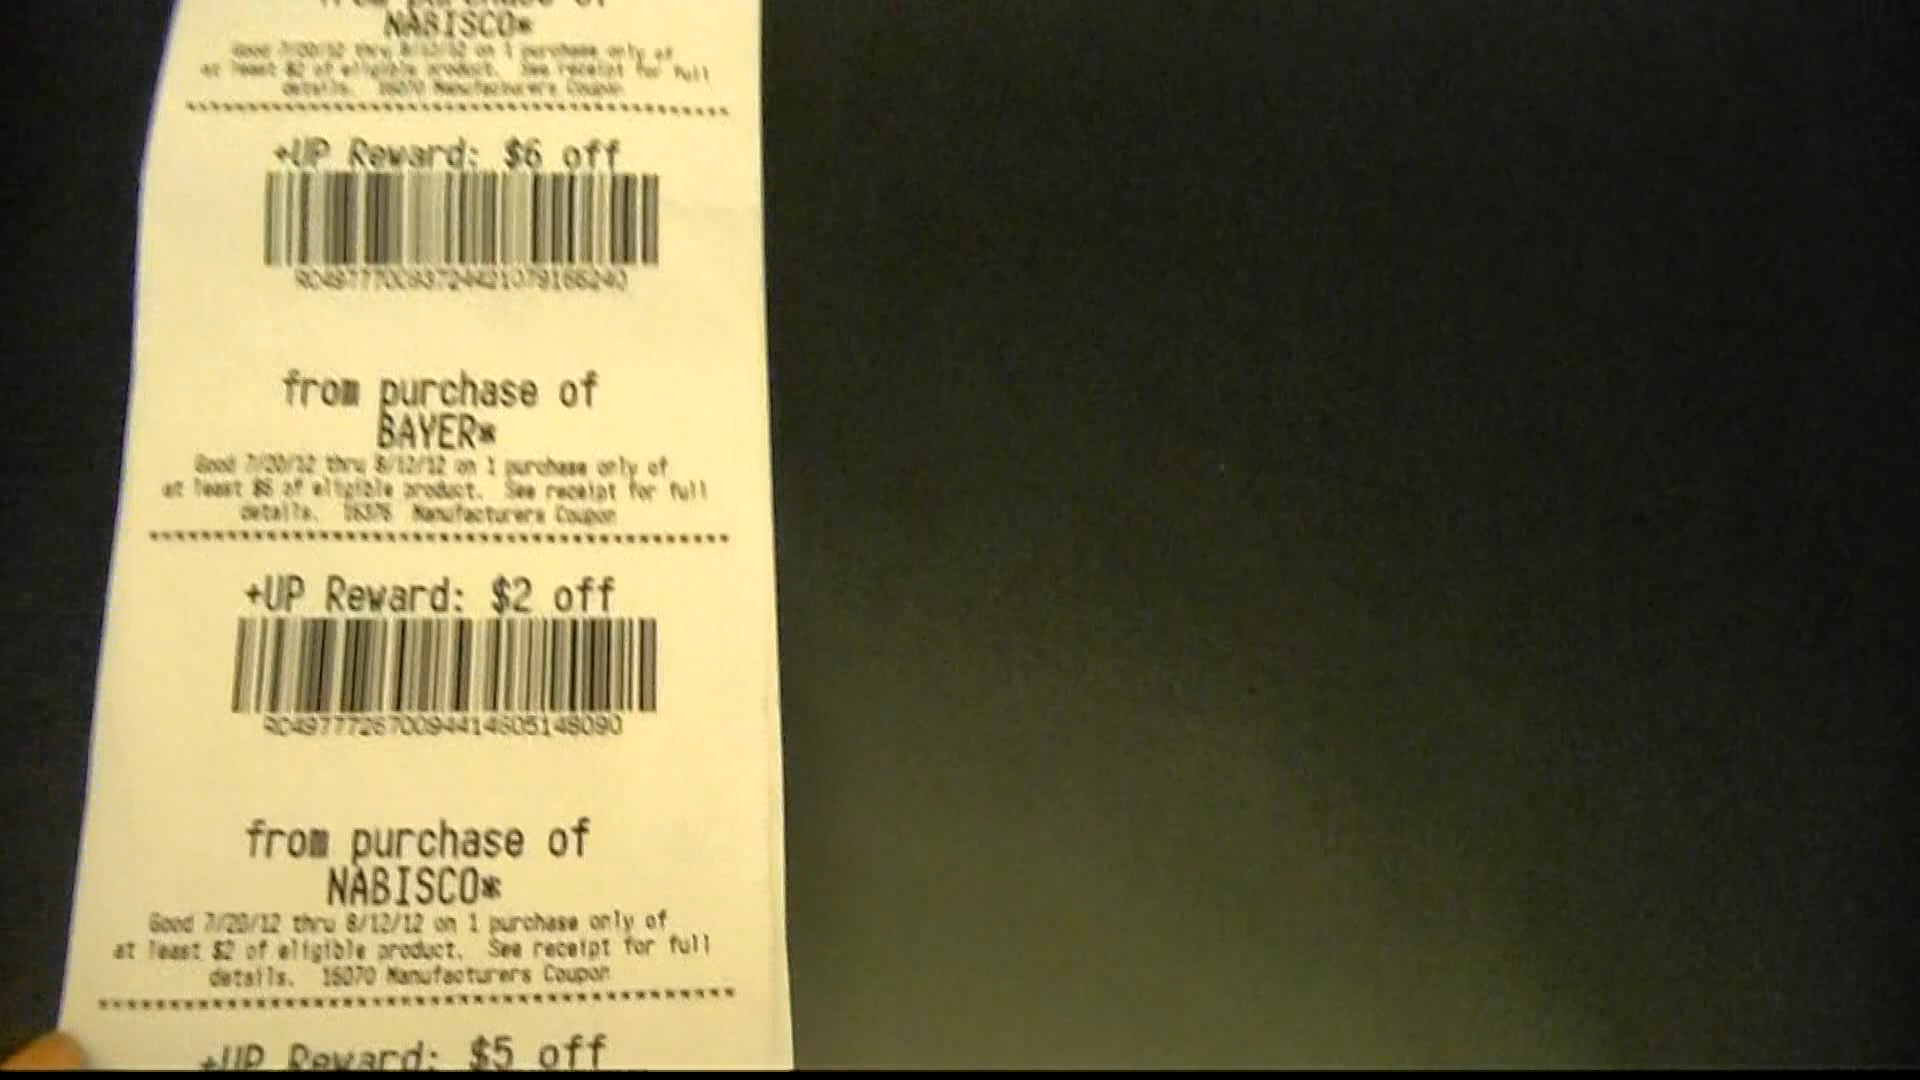 from purchase of
NABISCO*
Good 7/20/12 thru 8/12/12 on 1 purchase only of
at least $2 of eligible product. See receipt for full
details. 16070 Manufacturers Coupon
+UP Reward: $6 off
from purchase of
BAYER*
Good 7/20/12 thru 8/12/12 on 1 purchase only of
at least $6 of eligible product. See receipt for full
details. 16376 Manufacturers Coupon
+UP Reward: $2 off
from purchase of
NABISCO*
Good 7/20/12 thru 8/12/12 on 1 purchase only of
at least $2 of eligible product. See receipt for full
details. 16070 Manufacturers Coupon
+UP Reward: $5 off